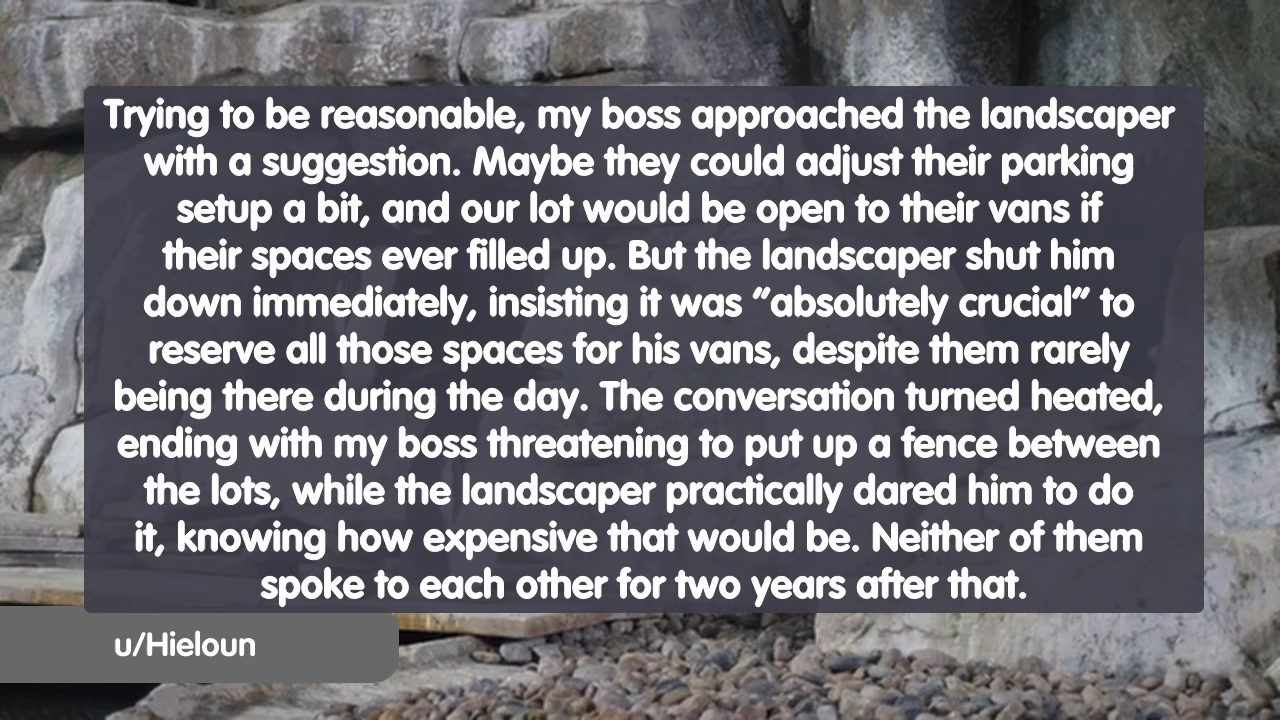 Trying to be reasonable, my boss approached the landscaper
with a suggestion. Maybe they could adjust their parking
setup a bit, and our lot would be open to their vans if
their spaces ever filled up. But the landscaper shut him
down immediately, insisting it was "absolutely crucial" to
reserve all those spaces for his vans, despite them rarely
being there during the day. The conversation turned heated,
ending with my boss threatening to put up a fence between
the lots, while the landscaper practically dared him to do
it, knowing how expensive that would be. Neither of them
spoke to each other for two years after that.
u/Hieloun